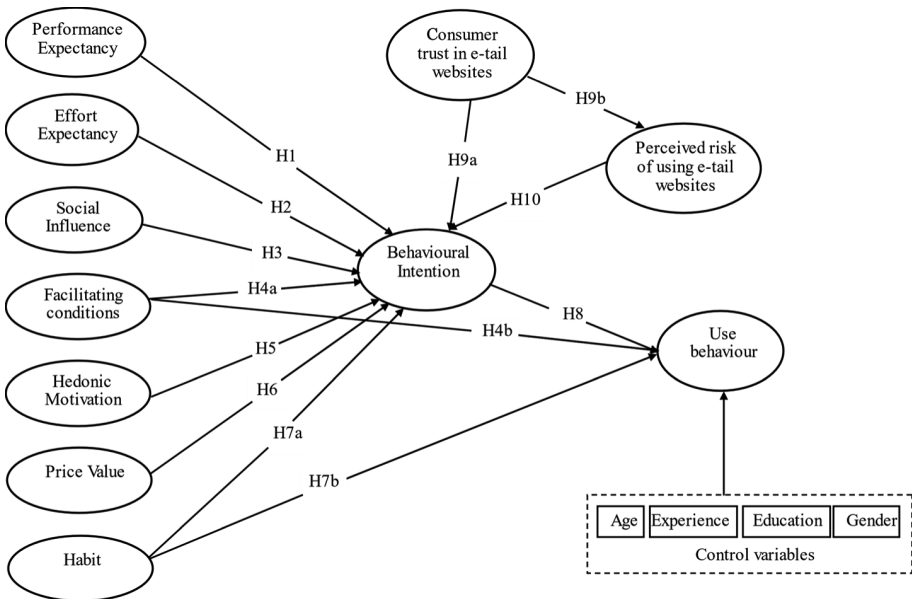 Performance
Expectancy
Effort
Expectancy
Social
Influence
Facilitating
conditions
Hedonic
Motivation
Price Value
Habit
Consumer
trust in e-tail
websites
Perceived risk
of using e-tail
websites
Behavioural
Intention
Use
behaviour
H1
H2
H3
H4a
H4b
H5
H6
H7a
H7b
H8
H9a
H9b
H10
Age Experience Education Gender
Control variables